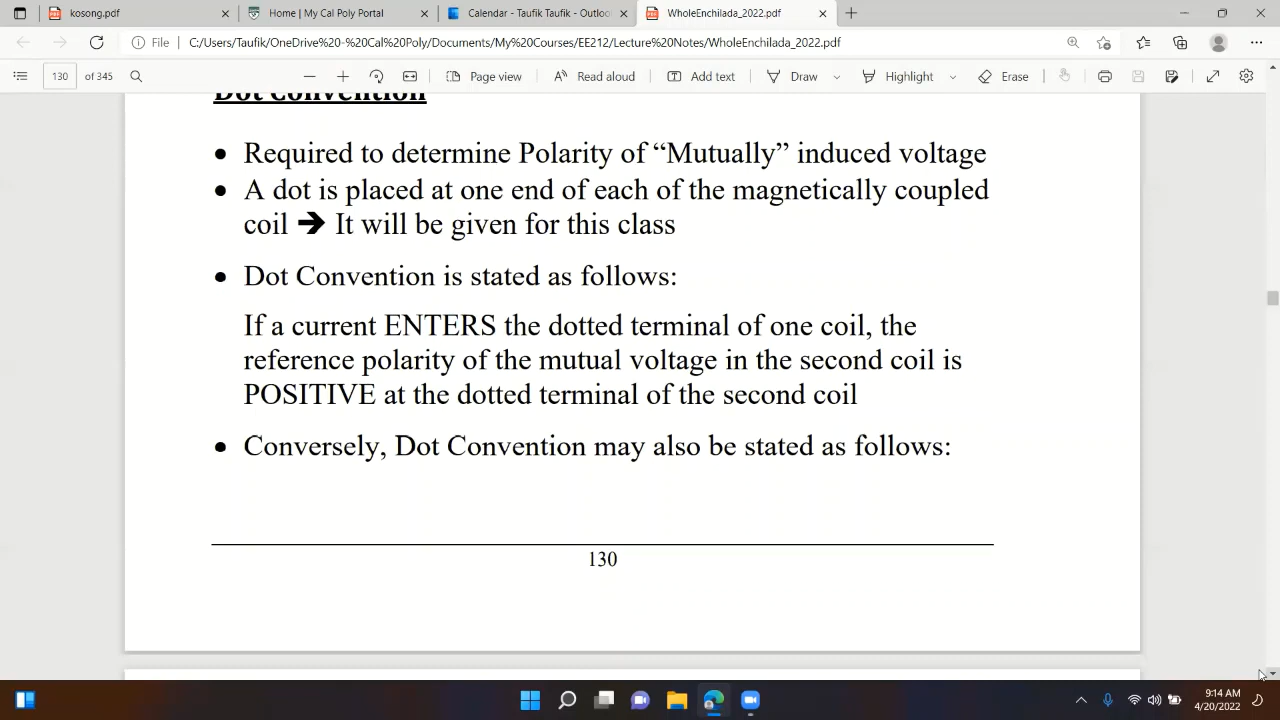 kosong.pdf
Home | My Cal Poly Portal
Calendar - Taufik Taufik - Outloo
WholeEnchilada_2022.pdf
File
C:/Users/Taufik/OneDrive%20-%20Cal%20Poly/Documents/My%20Courses/EE212/Lecture%20Notes/WholeEnchilada_2022.pdf
130 of 345
Page view
Read aloud
Add text
Draw
Highlight
Erase
Dot Convention
• Required to determine Polarity of “Mutually” induced voltage
• A dot is placed at one end of each of the magnetically coupled
coil ➔ It will be given for this class
• Dot Convention is stated as follows:
If a current ENTERS the dotted terminal of one coil, the
reference polarity of the mutual voltage in the second coil is
POSITIVE at the dotted terminal of the second coil
• Conversely, Dot Convention may also be stated as follows:
130
9:14 AM
4/20/2022